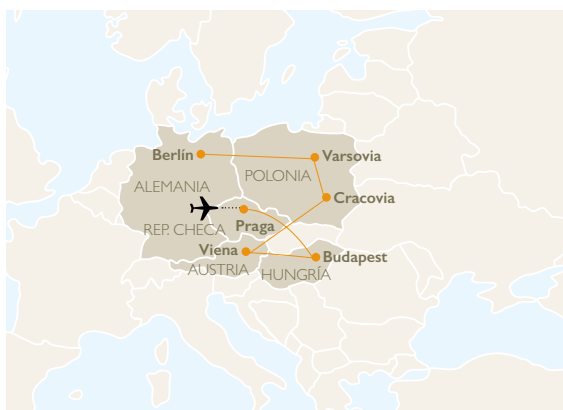 Berlín
Varsovia
POLONIA
ALEMANIA
Cracovia
REP. CHECA
Praga
Viena
Budapest
AUSTRIA
HUNGRÍA